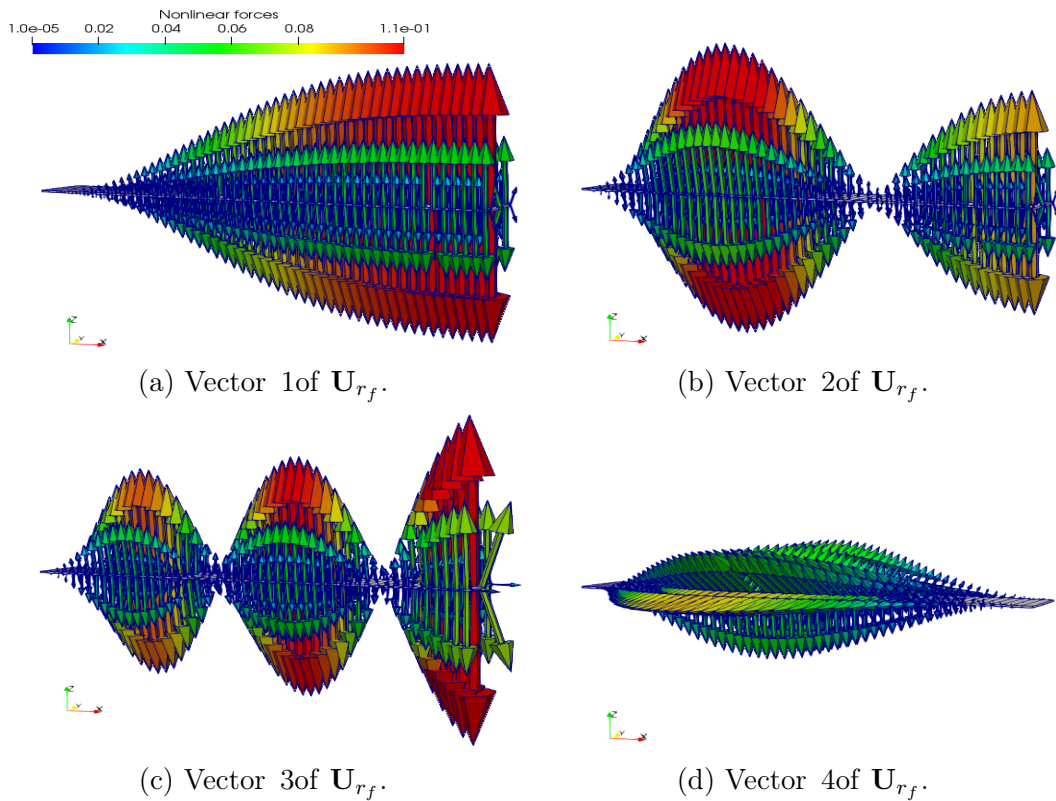 Nonlinear forces
1.0e-05 0.02 0.04 0.06 0.08 1.1e-01
Z
Y
X
Z
Y
X
(a) Vector 1of U_{r_f}.
(b) Vector 2of U_{r_f}.
Z
Y
X
Z
Y
X
(c) Vector 3of U_{r_f}.
(d) Vector 4of U_{r_f}.